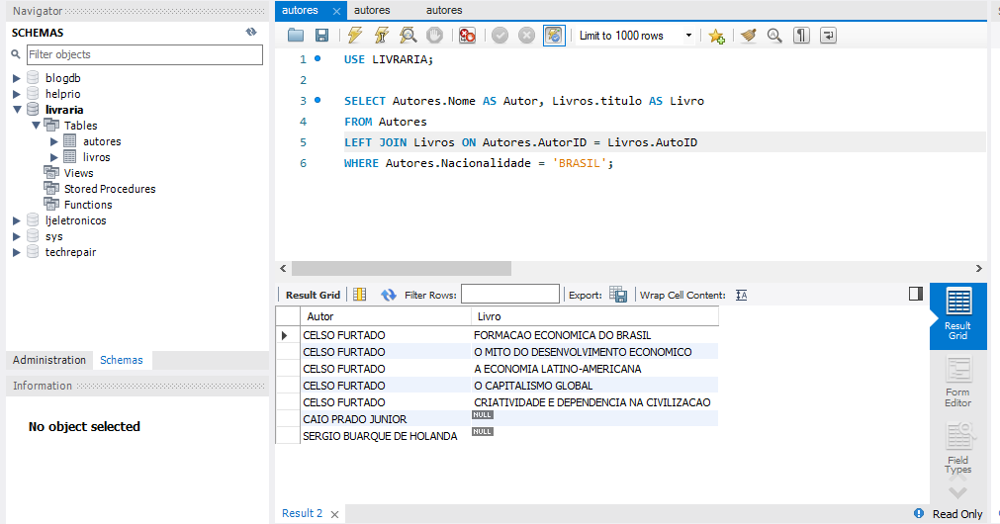 Navigator
SCHEMAS
Filter objects
blogdb
helprio
livraria
Tables
autores
livros
Views
Stored Procedures
Functions
ljeletronicos
sys
techrepair
Administration Schemas
Information
No object selected
autores autores autores
Limit to 1000 rows
1 USE LIVRARIA;
2
3 SELECT Autores.Nome AS Autor, Livros.titulo AS Livro
4 FROM Autores
5 LEFT JOIN Livros ON Autores.AutorID = Livros.AutoID
6 WHERE Autores.Nacionalidade = 'BRASIL';
Result Grid Filter Rows: Export: Wrap Cell Content:
Autor Livro
CELSO FURTADO FORMACAO ECONOMICA DO BRASIL
CELSO FURTADO O MITO DO DESENVOLVIMENTO ECONOMICO
CELSO FURTADO A ECONOMIA LATINO-AMERICANA
CELSO FURTADO O CAPITALISMO GLOBAL
CELSO FURTADO CRIATIVIDADE E DEPENDENCIA NA CIVILIZACAO
CAIO PRADO JUNIOR NULL
SERGIO BUARQUE DE HOLANDA NULL
Result
Grid
Form
Editor
Field
Types
Result 2
Read Only